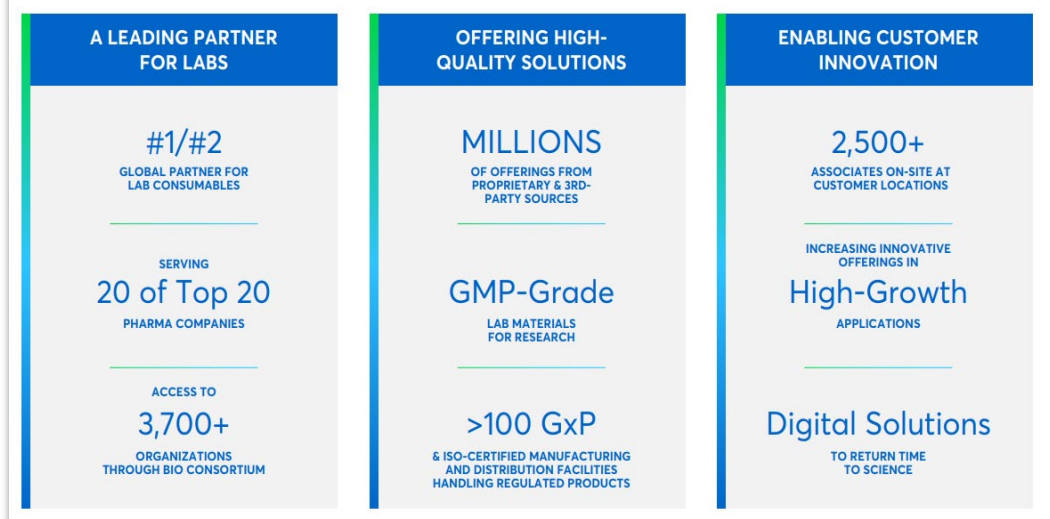 A LEADING PARTNER
FOR LABS
#1/#2
GLOBAL PARTNER FOR
LAB CONSUMABLES
SERVING
20 of Top 20
PHARMA COMPANIES
ACCESS TO
3,700+
ORGANIZATIONS
THROUGH BIO CONSORTIUM
OFFERING HIGH-
QUALITY SOLUTIONS
MILLIONS
OF OFFERINGS FROM
PROPRIETARY & 3RD-
PARTY SOURCES
GMP-Grade
LAB MATERIALS
FOR RESEARCH
>100 GxP
& ISO-CERTIFIED MANUFACTURING
AND DISTRIBUTION FACILITIES
HANDLING REGULATED PRODUCTS
ENABLING CUSTOMER
INNOVATION
2,500+
ASSOCIATES ON-SITE AT
CUSTOMER LOCATIONS
INCREASING INNOVATIVE
OFFERINGS IN
High-Growth
APPLICATIONS
Digital Solutions
TO RETURN TIME
TO SCIENCE